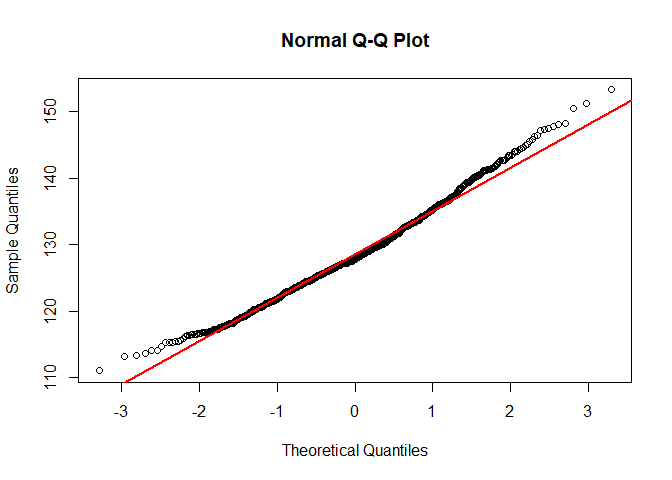 Normal Q-Q Plot
150
140
130
120
110
Sample Quantiles
-3 -2 -1 0 1 2 3
Theoretical Quantiles